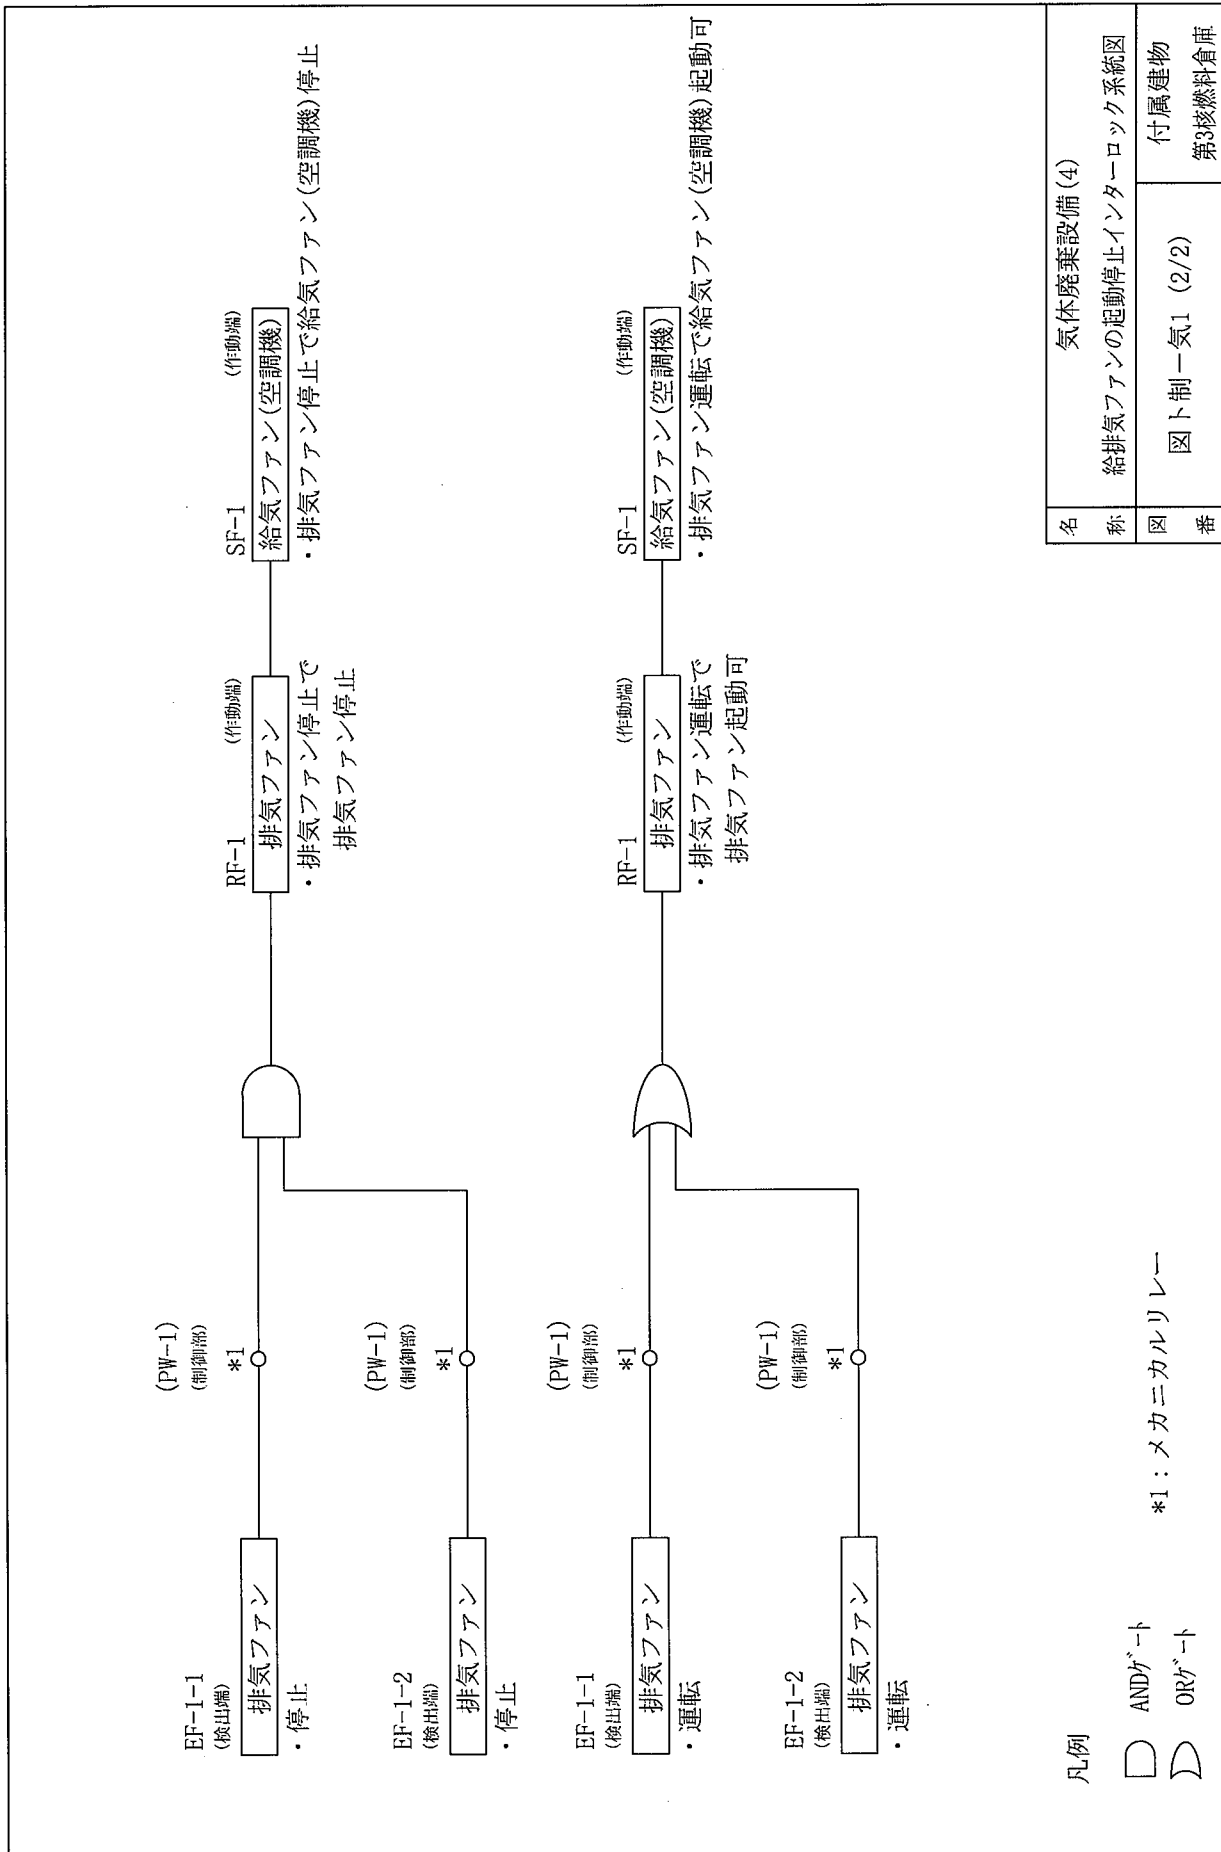 EF-1-1
(検出端)
排気ファン
・停止
(PW-1)
(制御部)
*1
EF-1-2
(検出端)
排気ファン
・停止
(PW-1)
(制御部)
*1
RF-1
(作動端)
排気ファン
・排気ファン停止で
排気ファン停止
SF-1
(作動端)
給気ファン(空調機)
・排気ファン停止で給気ファン(空調機)停止
EF-1-1
(検出端)
排気ファン
・運転
(PW-1)
(制御部)
*1
EF-1-2
(検出端)
排気ファン
・運転
(PW-1)
(制御部)
*1
RF-1
(作動端)
排気ファン
・排気ファン運転で
排気ファン起動可
SF-1
(作動端)
給気ファン(空調機)
・排気ファン運転で給気ファン(空調機)起動可
凡例
ANDゲート
ORゲート
*1：メカニカルリレー
名称
気体廃棄設備(4)
給排気ファンの起動停止インターロック系統図
図番
図ト制－気1 (2/2)
付属建物
第3核燃料倉庫